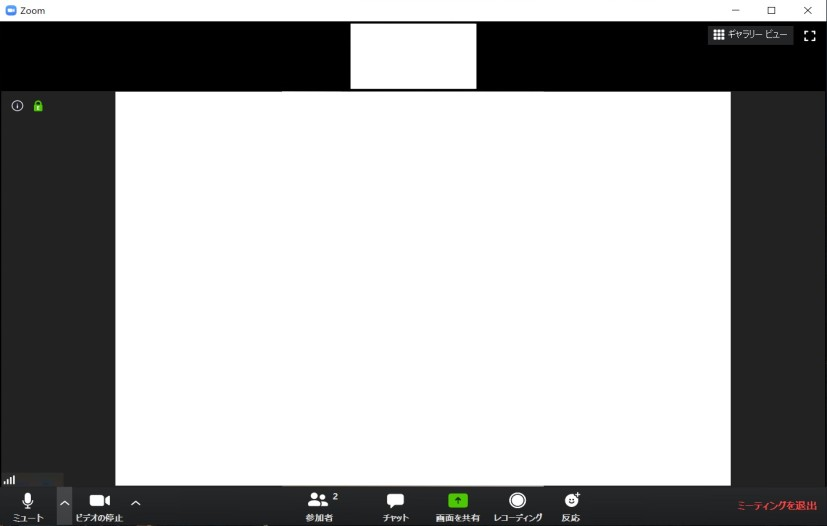 Zoom
ギャラリー ビュー
ミュート
ビデオの停止
参加者
2
チャット
画面を共有
レコーディング
反応
ミーティングを退出